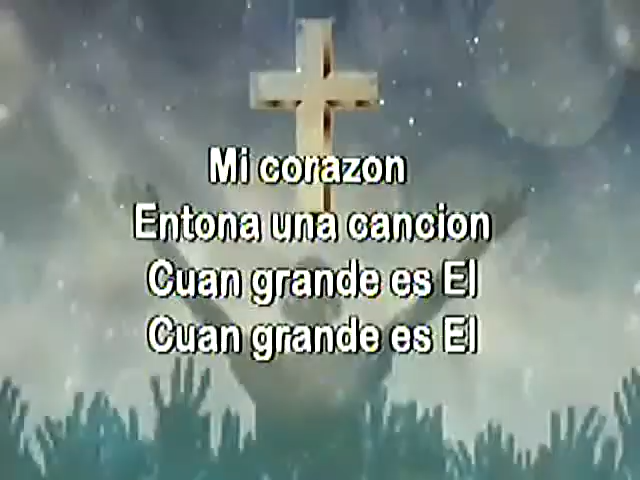 Mi corazon
Entona una cancion
Cuan grande es El
Cuan grande es El